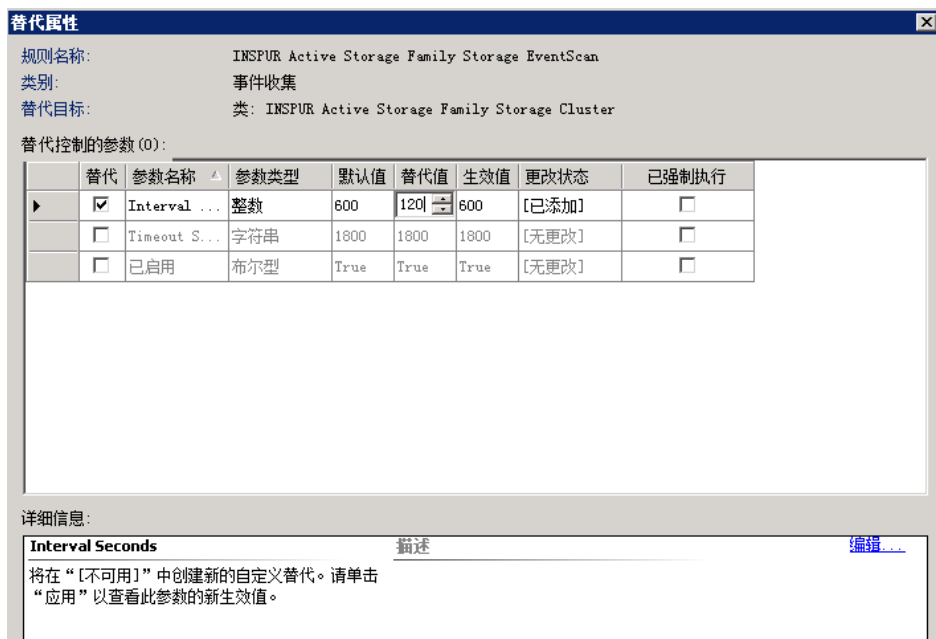 替代属性
规则名称: INSPUR Active Storage Family Storage EventScan
类别: 事件收集
替代目标: 类: INSPUR Active Storage Family Storage Cluster
替代控制的参数(O):
替代 参数名称 参数类型 默认值 替代值 生效值 更改状态 已强制执行
Interval ... 整数 600 120 600 [已添加]
Timeout S... 字符串 1800 1800 1800 [无更改]
已启用 布尔型 True True True [无更改]
详细信息:
Interval Seconds 描述 编辑...
将在“[不可用]”中创建新的自定义替代。请单击
“应用”以查看此参数的新生效值。